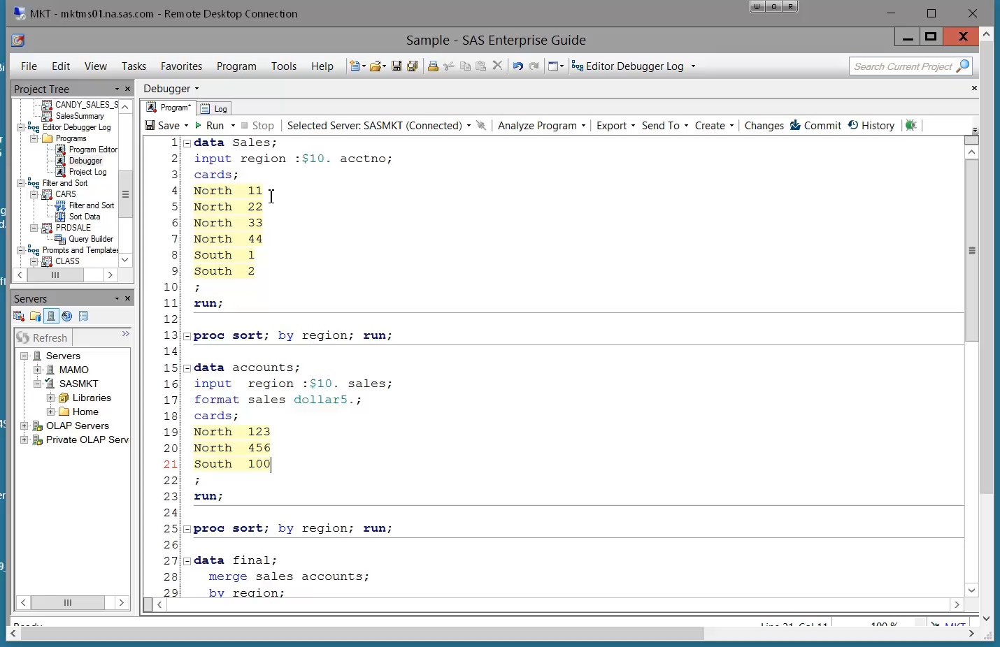 MKT - mktms01.na.sas.com - Remote Desktop Connection
W O R
Sample - SAS Enterprise Guide
File Edit View Tasks Favorites Program Tools Help Editor Debugger Log Search Current Project
Project Tree
CANDY_SALES_S
SalesSummary
Editor Debugger Log
Programs
Program Editor
Debugger
Project Log
Filter and Sort
CARS
Filter and Sort
Sort Data
PRDSALE
Query Builder
Prompts and Templates
CLASS
Servers
Refresh
Servers
MAMO
SASMKT
Libraries
Home
OLAP Servers
Private OLAP Serv
Debugger
Program* Log
Save Run Stop Selected Server: SASMKT (Connected) Analyze Program Export Send To Create Changes Commit History
1 data Sales;
2 input region :$10. acctno;
3 cards;
4 North  11
5 North  22
6 North  33
7 North  44
8 South  1
9 South  2
10 ;
11 run;
12
13 proc sort; by region; run;
14
15 data accounts;
16 input  region :$10. sales;
17 format sales dollar5.;
18 cards;
19 North  123
20 North  456
21 South  100
22 ;
23 run;
24
25 proc sort; by region; run;
26
27 data final;
28   merge sales accounts;
29   by region;